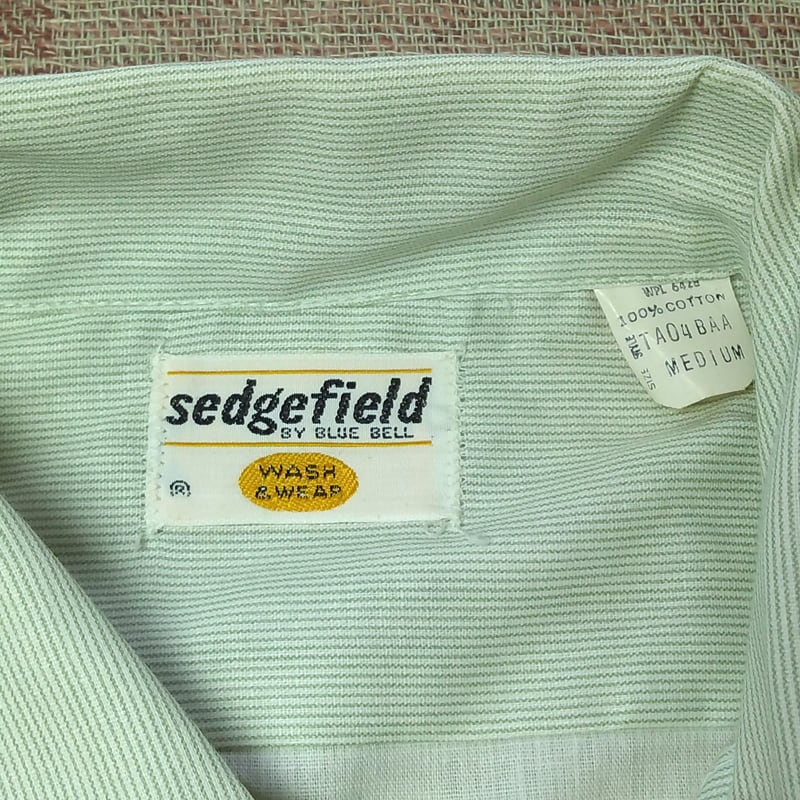 sedgefield
BY BLUE BELL
®
WASH
& WEAR
WPL 6428
100% COTTON
STYLE TA04BAA
SIZE MEDIUM